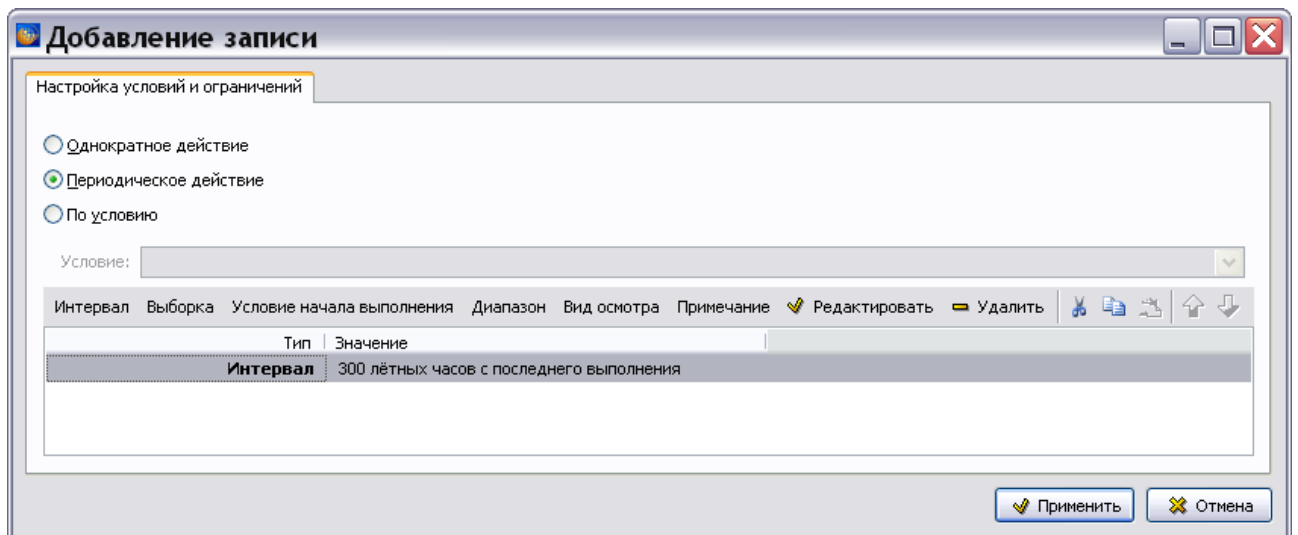 Добавление записи
Настройка условий и ограничений
Однократное действие
Периодическое действие
По условию
Условие:
Интервал Выборка Условие начала выполнения Диапазон Вид осмотра Примечание Редактировать Удалить
Тип Значение
Интервал 300 лётных часов с последнего выполнения
Применить Отмена